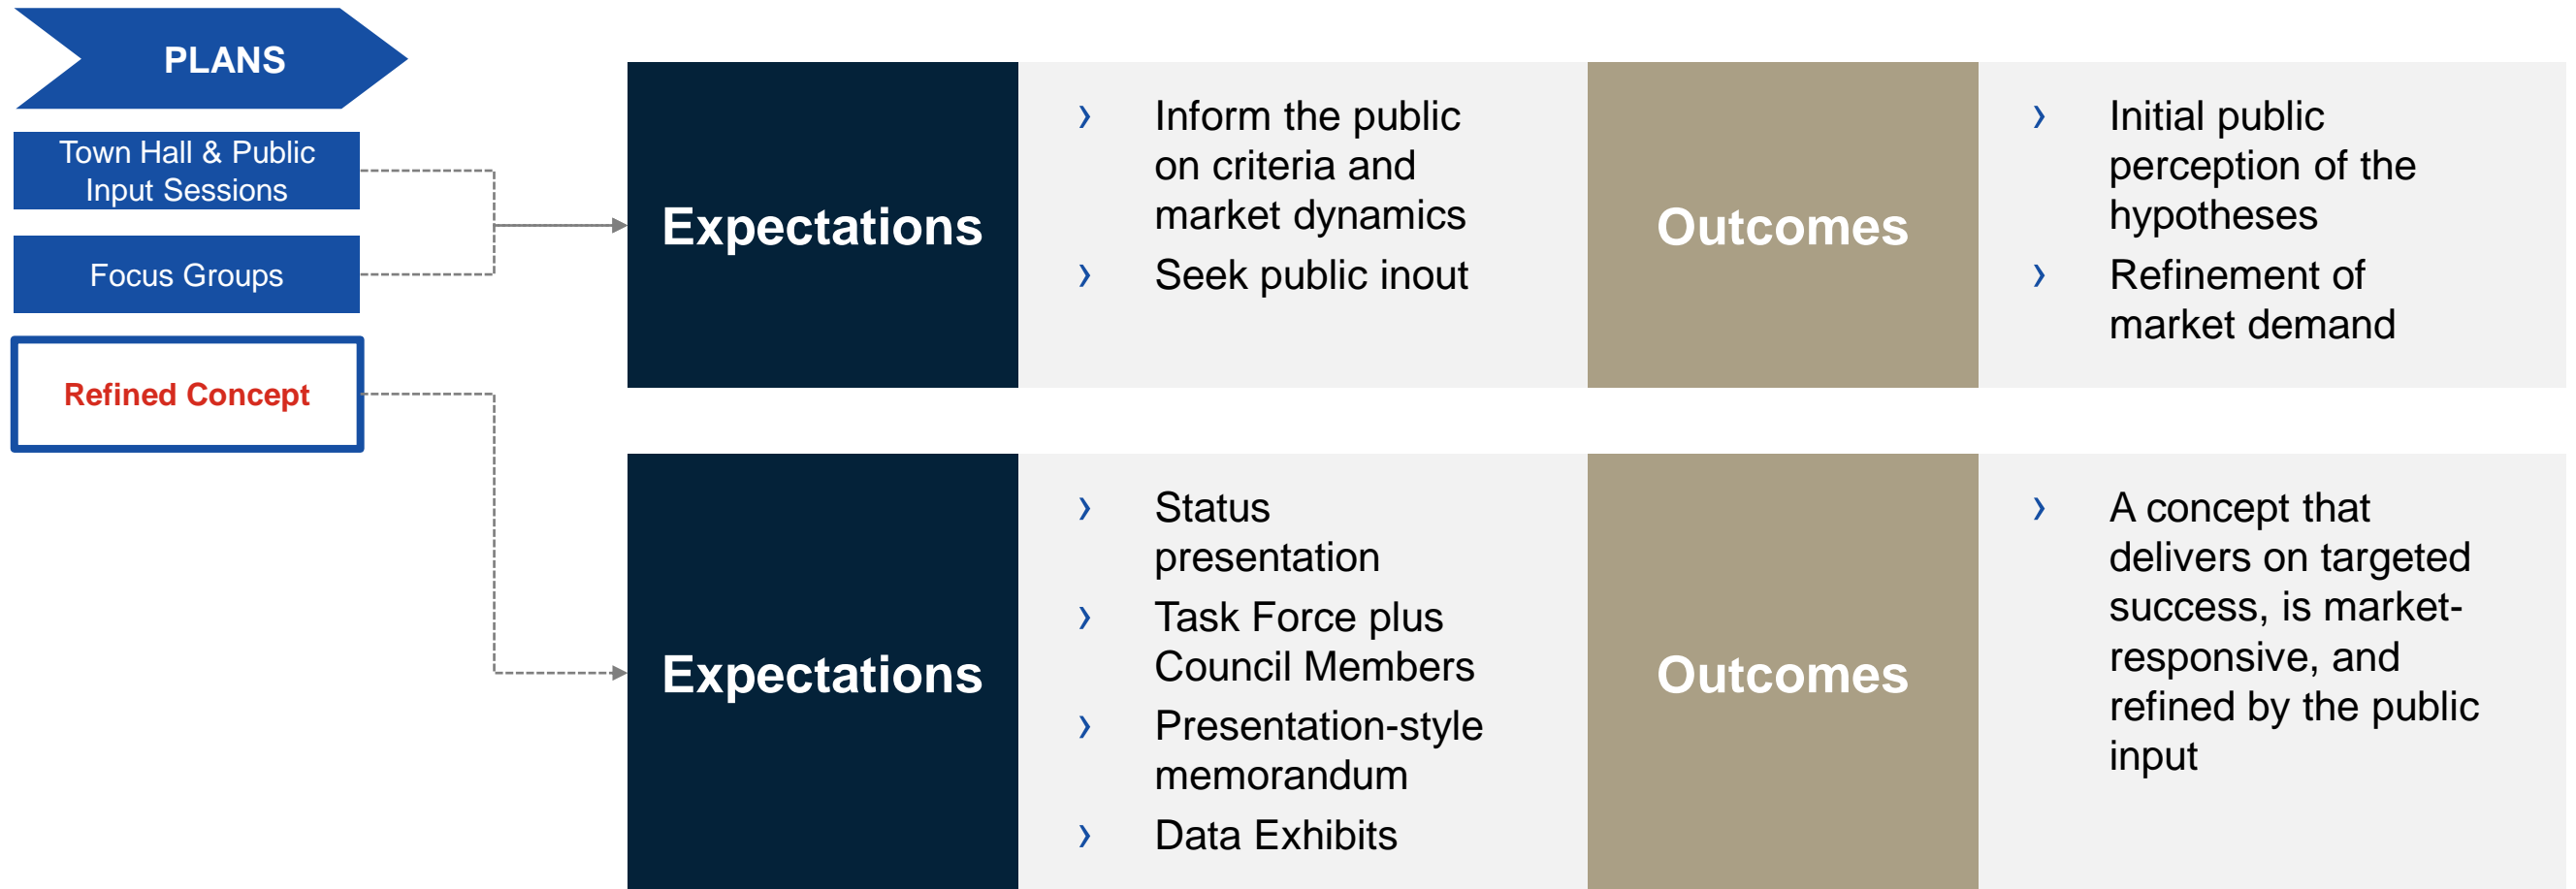 PLANS
Town Hall & Public
Input Sessions
Focus Groups
Refined Concept
Expectations
› Inform the public
on criteria and
market dynamics
› Seek public inout
Outcomes
› Initial public
perception of the
hypotheses
› Refinement of
market demand
Expectations
› Status
presentation
› Task Force plus
Council Members
› Presentation-style
memorandum
› Data Exhibits
Outcomes
› A concept that
delivers on targeted
success, is market-
responsive, and
refined by the public
input